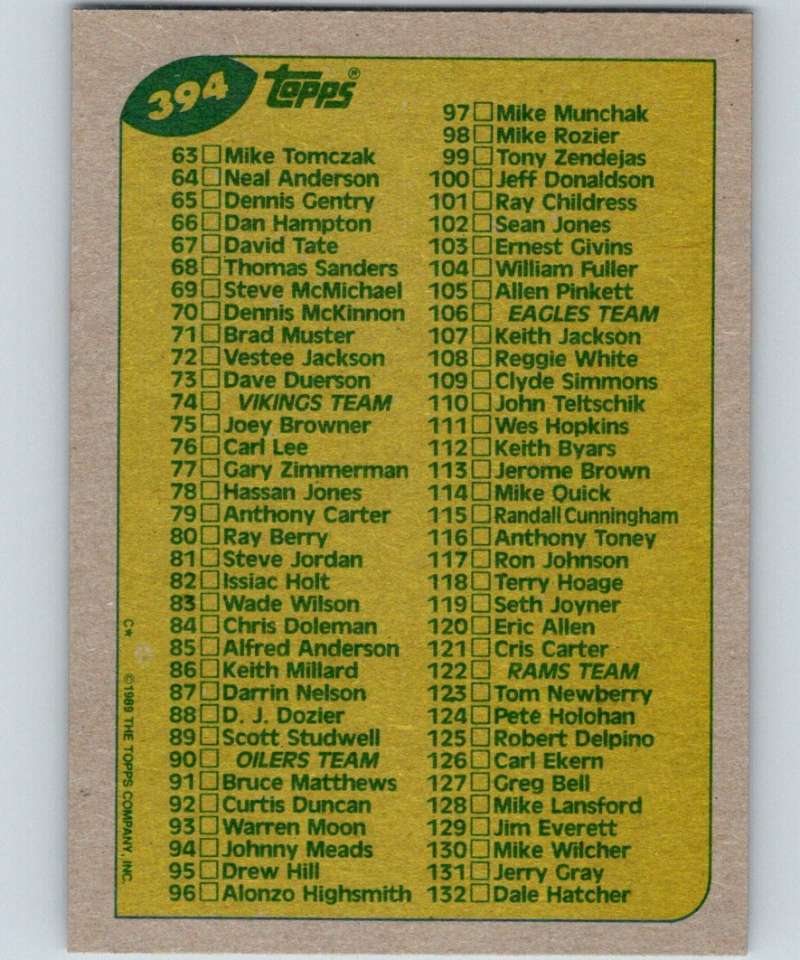 394
topps®
63 Mike Tomczak
64 Neal Anderson
65 Dennis Gentry
66 Dan Hampton
67 David Tate
68 Thomas Sanders
69 Steve McMichael
70 Dennis McKinnon
71 Brad Muster
72 Vestee Jackson
73 Dave Duerson
74 VIKINGS TEAM
75 Joey Browner
76 Carl Lee
77 Gary Zimmerman
78 Hassan Jones
79 Anthony Carter
80 Ray Berry
81 Steve Jordan
82 Issiac Holt
83 Wade Wilson
84 Chris Doleman
85 Alfred Anderson
86 Keith Millard
87 Darrin Nelson
88 D. J. Dozier
89 Scott Studwell
90 OILERS TEAM
91 Bruce Matthews
92 Curtis Duncan
93 Warren Moon
94 Johnny Meads
95 Drew Hill
96 Alonzo Highsmith
97 Mike Munchak
98 Mike Rozier
99 Tony Zendejas
100 Jeff Donaldson
101 Ray Childress
102 Sean Jones
103 Ernest Givins
104 William Fuller
105 Allen Pinkett
106 EAGLES TEAM
107 Keith Jackson
108 Reggie White
109 Clyde Simmons
110 John Teltschik
111 Wes Hopkins
112 Keith Byars
113 Jerome Brown
114 Mike Quick
115 Randall Cunningham
116 Anthony Toney
117 Ron Johnson
118 Terry Hoage
119 Seth Joyner
120 Eric Allen
121 Cris Carter
122 RAMS TEAM
123 Tom Newberry
124 Pete Holohan
125 Robert Delpino
126 Carl Ekern
127 Greg Bell
128 Mike Lansford
129 Jim Everett
130 Mike Wilcher
131 Jerry Gray
132 Dale Hatcher
C* ©1989 THE TOPPS COMPANY, INC.